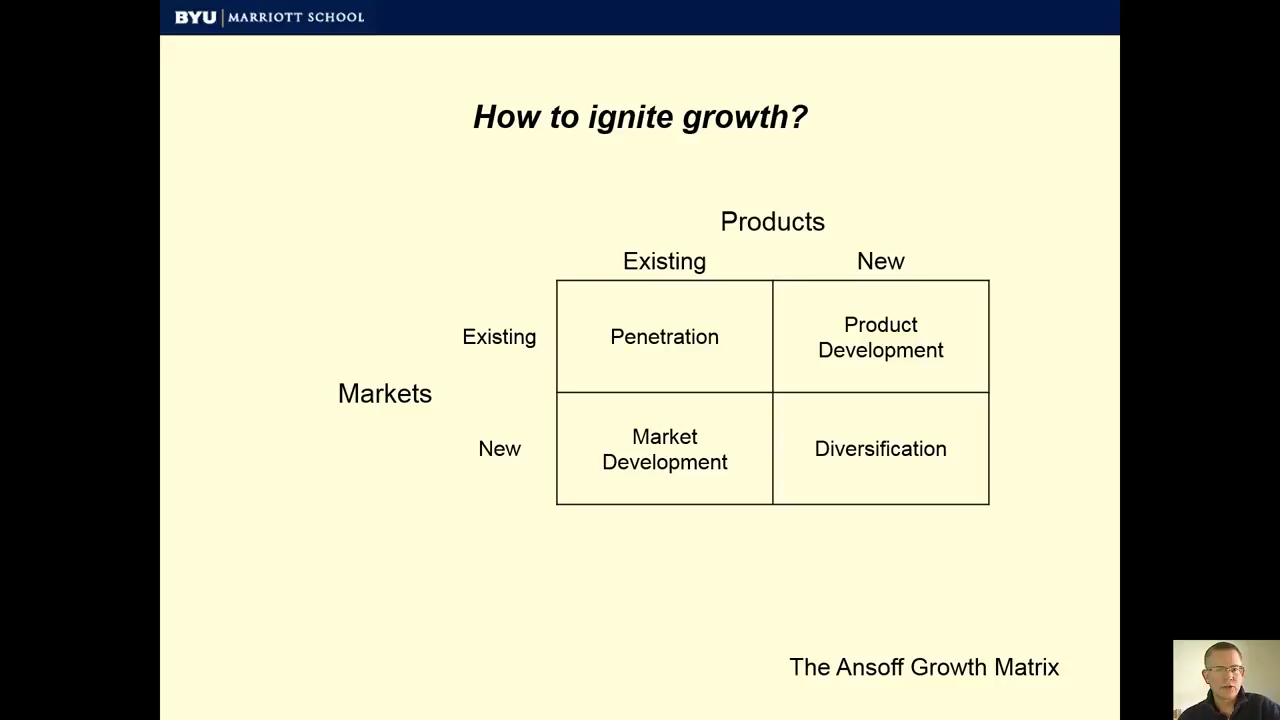 BYU | MARRIOTT SCHOOL
How to ignite growth?
Products
Existing New
Existing Penetration Product
Development
Markets
New Market
Development Diversification
The Ansoff Growth Matrix